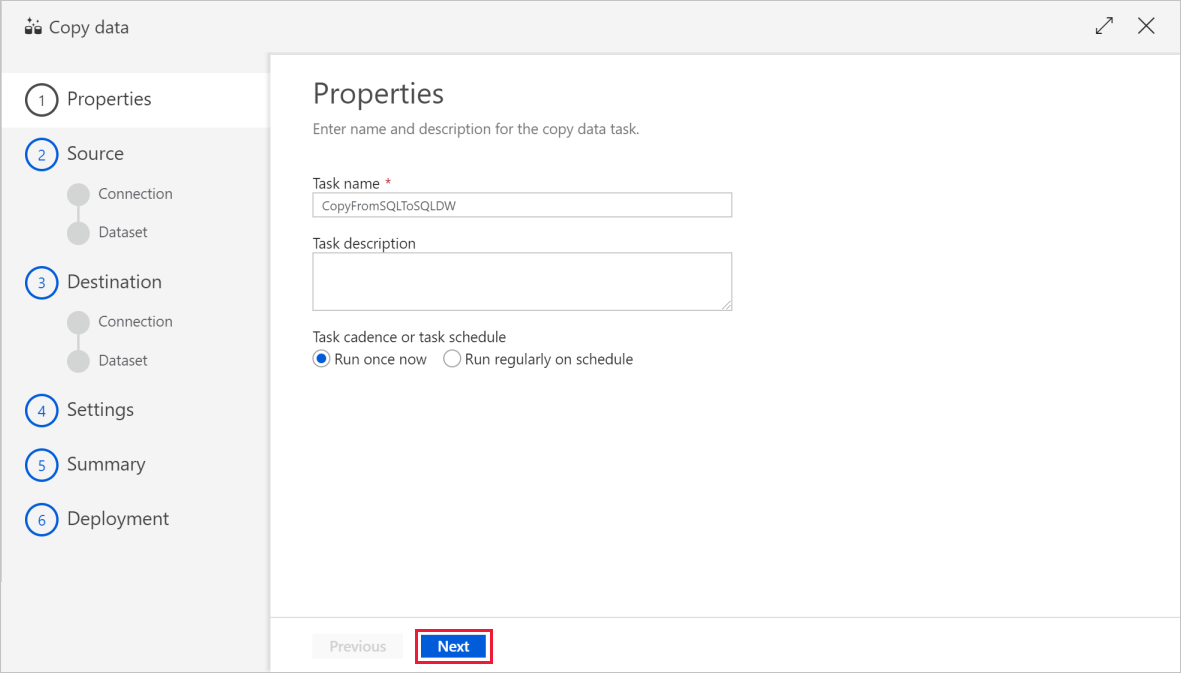 Copy data
1 Properties
2 Source
Connection
Dataset
3 Destination
Connection
Dataset
4 Settings
5 Summary
6 Deployment
Properties
Enter name and description for the copy data task.
Task name *
CopyFromSQLToSQLDW
Task description
Task cadence or task schedule
Run once now Run regularly on schedule
Previous Next